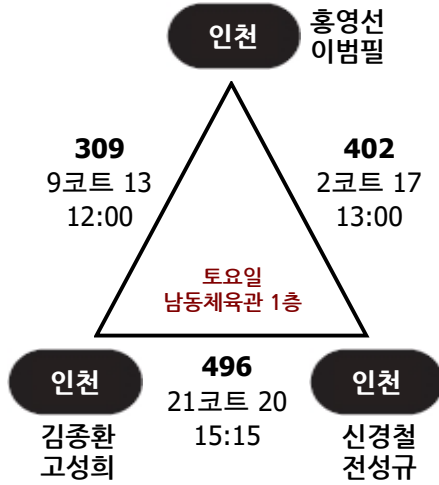 인천
홍영선
이범필
309
9코트 13
12:00
402
2코트 17
13:00
토요일
남동체육관 1층
인천
김종환
고성희
496
21코트 20
15:15
인천
신경철
전성규